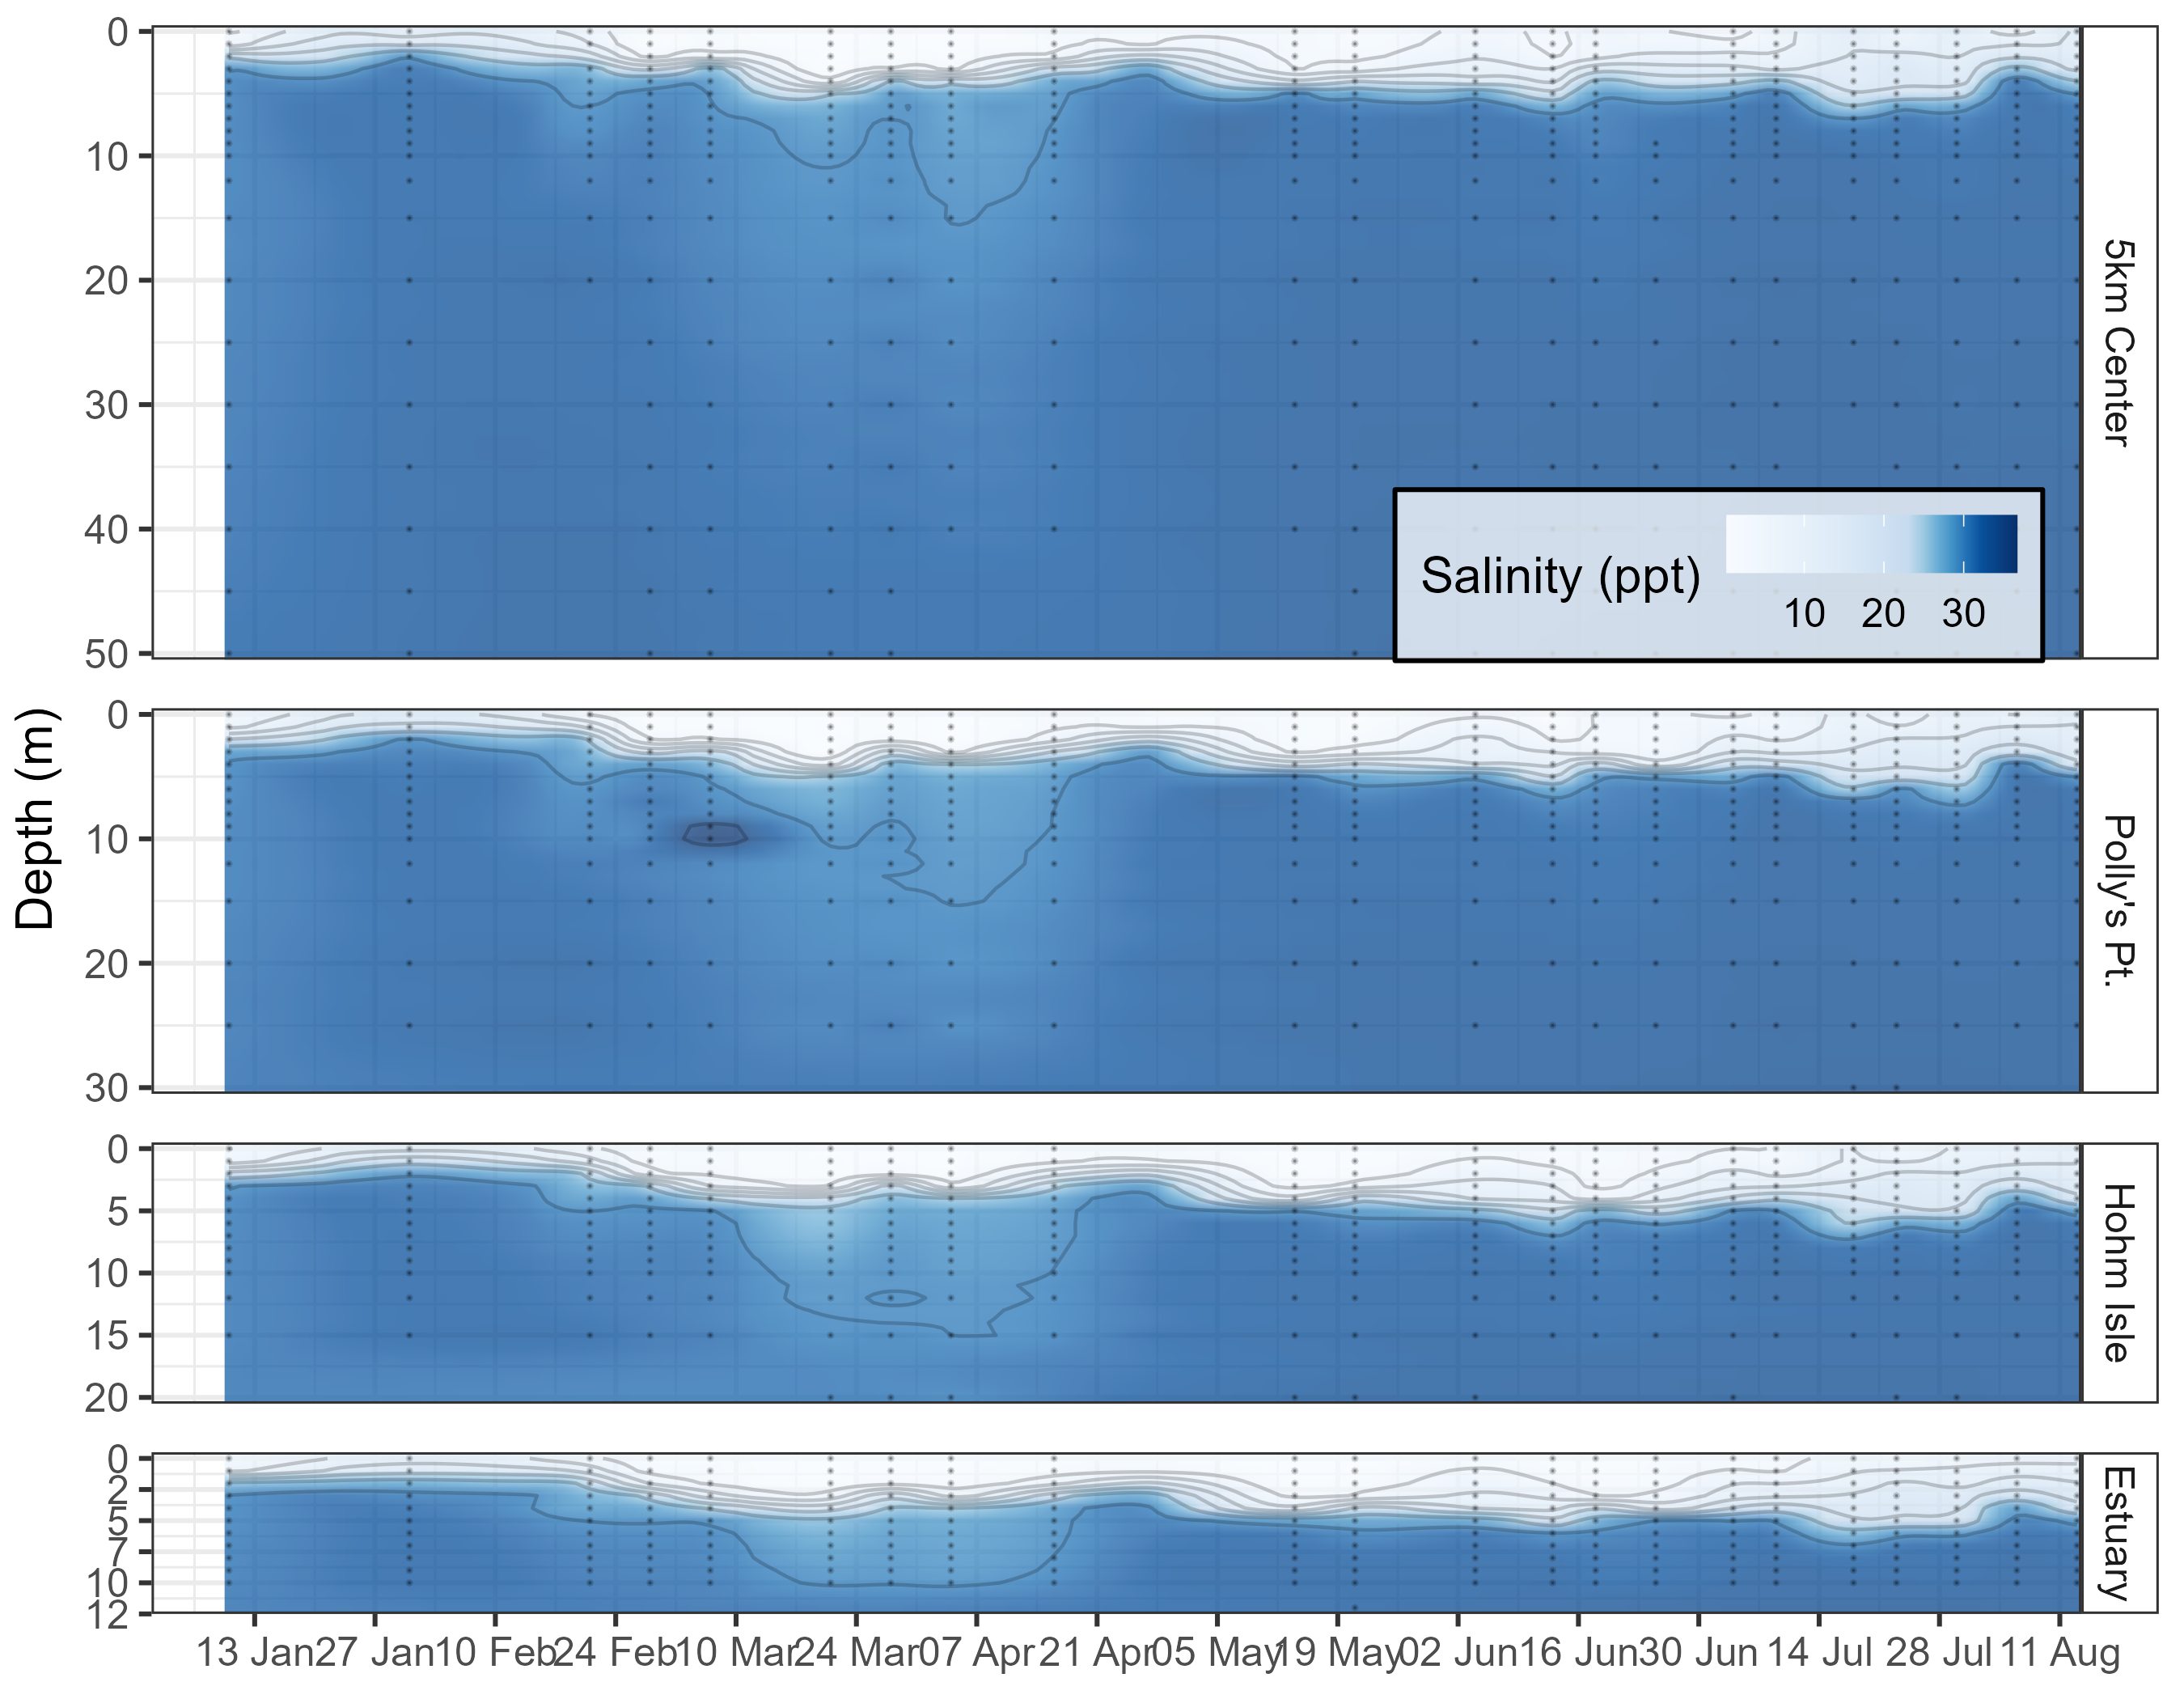 0
10
20
30
40
50
5km Center
Salinity (ppt)
10 20 30
Depth (m)
0
10
20
30
Polly's Pt.
0
5
10
15
20
Hohm Isle
0
2
5
7
10
12
Estuary
13 Jan 27 Jan 10 Feb 24 Feb 10 Mar 24 Mar 07 Apr 21 Apr 05 May 19 May 02 Jun 16 Jun 30 Jun 14 Jul 28 Jul 11 Aug